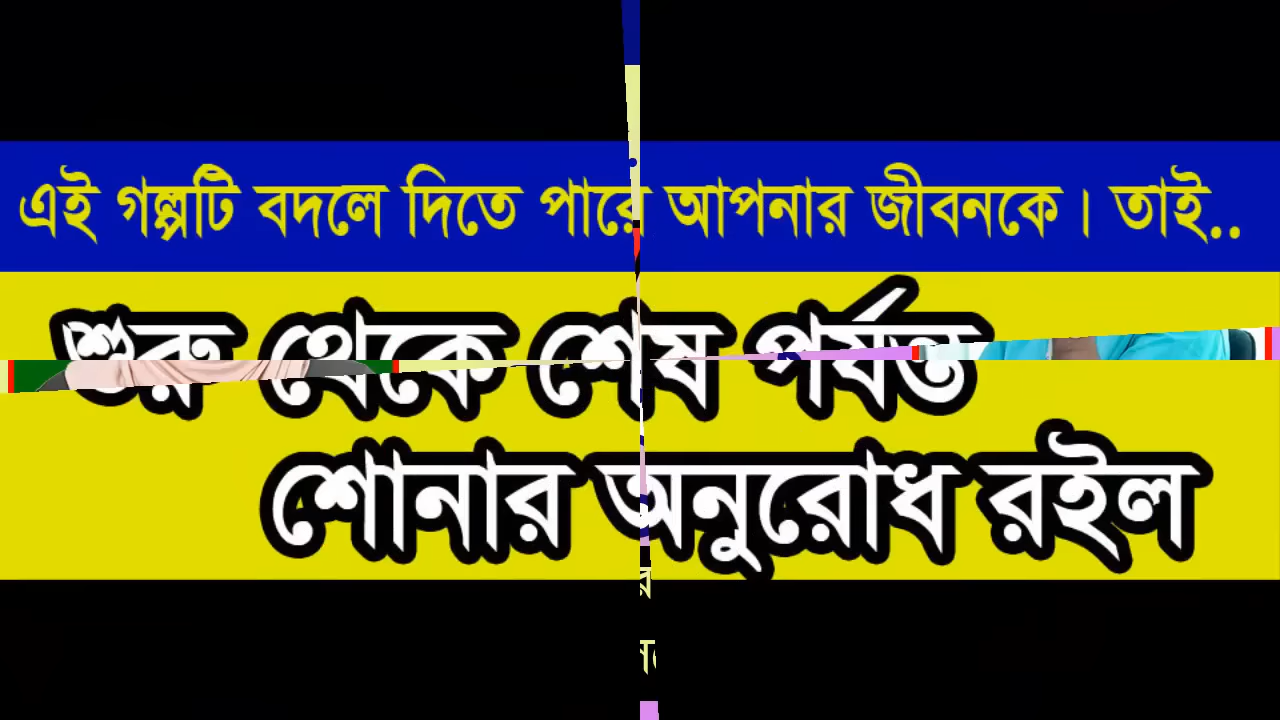 এই গল্পটি বদলে দিতে পারে আপনার জীবনকে। তাই..
শুরু থেকে শেষ পর্যন্ত
শোনার অনুরোধ রইল